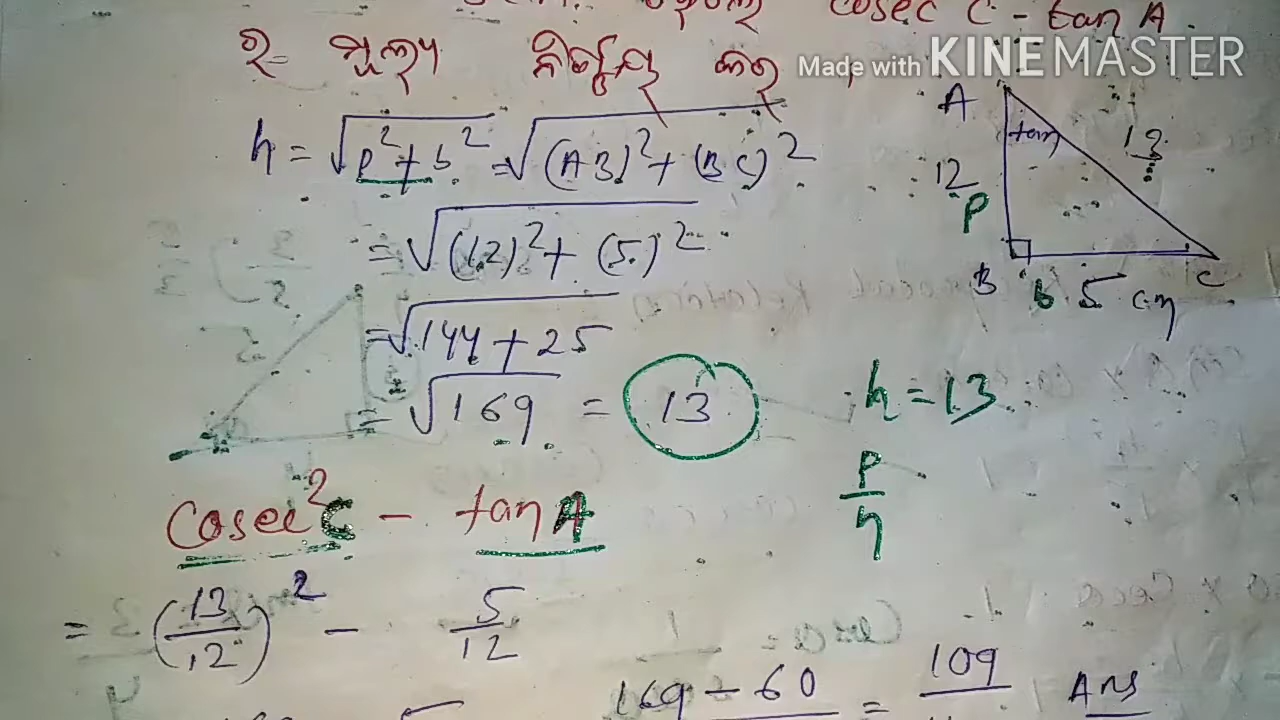 cosec C - tan A.
ର ମୂଲ୍ୟ ନିର୍ଣ୍ଣୟ କର
Made with KINEMASTER
h = √p² + b² = √(AB)² + (BC)²
= √(12)² + (5)²
= √144 + 25
= √169 = 13
A
tan
13
12
P
B
b 5 cm
C
h = 13
P/h
cosec²C - tan A
= (13/12)² - 5/12
169 - 60 = 109 Ans